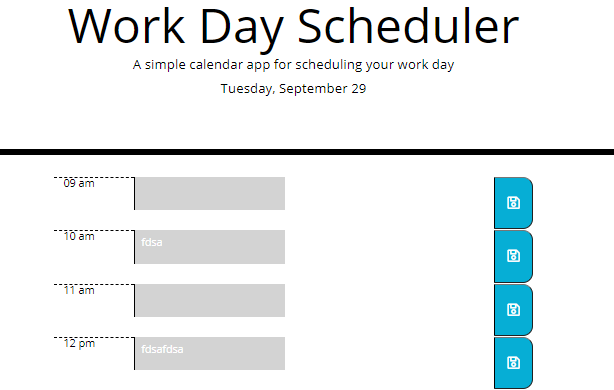 Work Day Scheduler
A simple calendar app for scheduling your work day
Tuesday, September 29
09 am
10 am fdsa
11 am
12 pm fdsafdsa